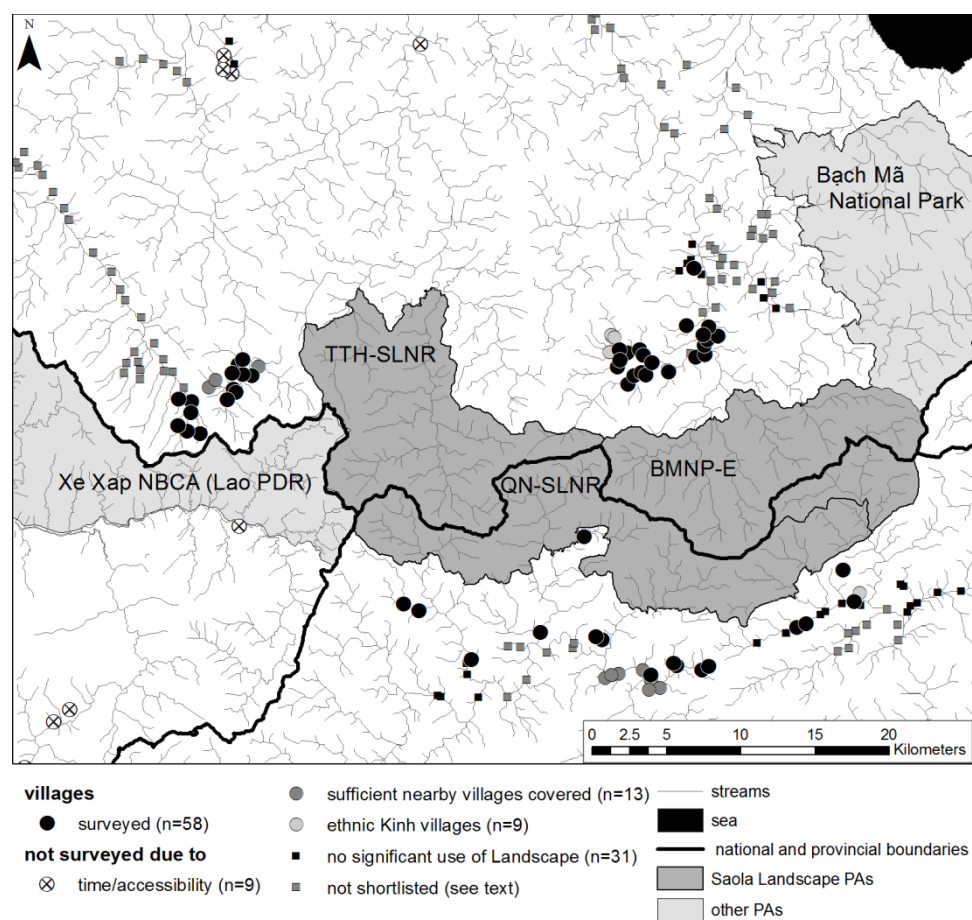 N
Bạch Mã
National Park
TTH-SLNR
Xe Xap NBCA (Lao PDR)
QN-SLNR
BMNP-E
0 2.5 5 10 15 20
Kilometers
villages
surveyed (n=58)
not surveyed due to
time/accessibility (n=9)
sufficient nearby villages covered (n=13)
ethnic Kinh villages (n=9)
no significant use of Landscape (n=31)
not shortlisted (see text)
streams
sea
national and provincial boundaries
Saola Landscape PAs
other PAs